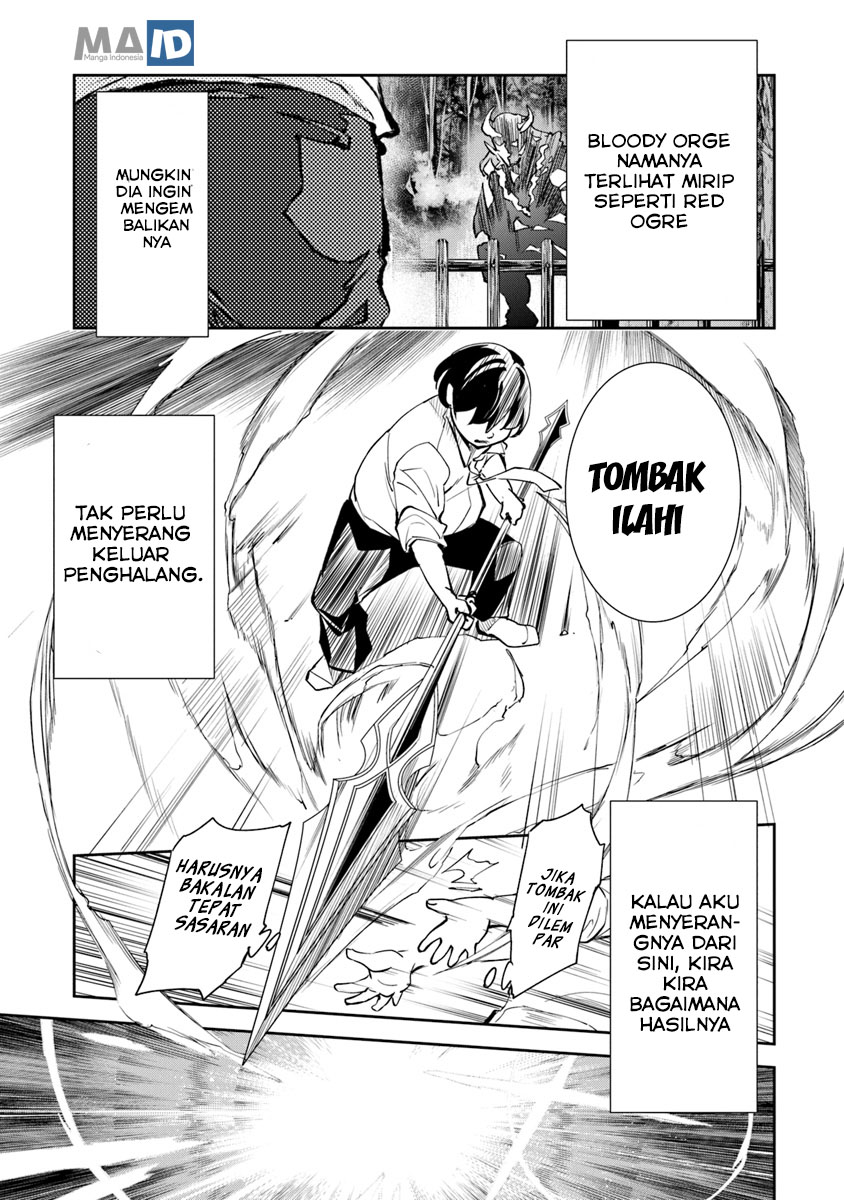 MAID
Manga Indonesia
BLOODY ORGE
NAMANYA
TERLIHAT MIRIP
SEPERTI RED
OGRE
MUNGKIN
DIA INGIN
MENGEM
BALIKAN
NYA
TOMBAK
ILAHI
TAK PERLU
MENYERANG
KELUAR
PENGHALANG.
KALAU AKU
MENYERAN-
GNYA DARI
SINI, KIRA
KIRA
BAGAIMANA
HASILNYA
JIKA
TOMBAK
INI
DILEM
PAR
HARUSNYA
BAKALAN
TEPAT
SASARAN